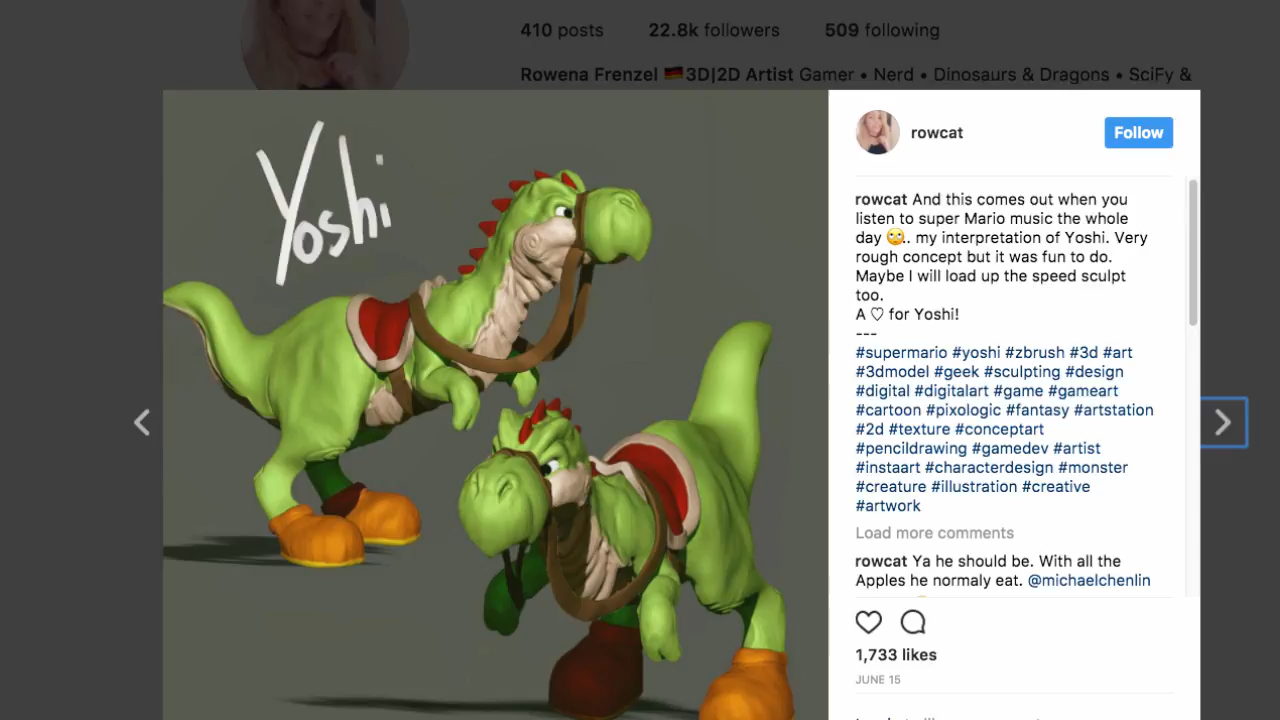 410 posts 22.8k followers 509 following
Rowena Frenzel 🇩🇪3D|2D Artist Gamer • Nerd • Dinosaurs & Dragons • SciFy &
Yoshi
rowcat
Follow
rowcat And this comes out when you
listen to super Mario music the whole
day 🙄.. my interpretation of Yoshi. Very
rough concept but it was fun to do.
Maybe I will load up the speed sculpt
too.
A ♡ for Yoshi!
---
#supermario #yoshi #zbrush #3d #art
#3dmodel #geek #sculpting #design
#digital #digitalart #game #gameart
#cartoon #pixologic #fantasy #artstation
#2d #texture #conceptart
#pencildrawing #gamedev #artist
#instaart #characterdesign #monster
#creature #illustration #creative
#artwork
Load more comments
rowcat Ya he should be. With all the
Apples he normaly eat. @michaelchenlin
1,733 likes
JUNE 15